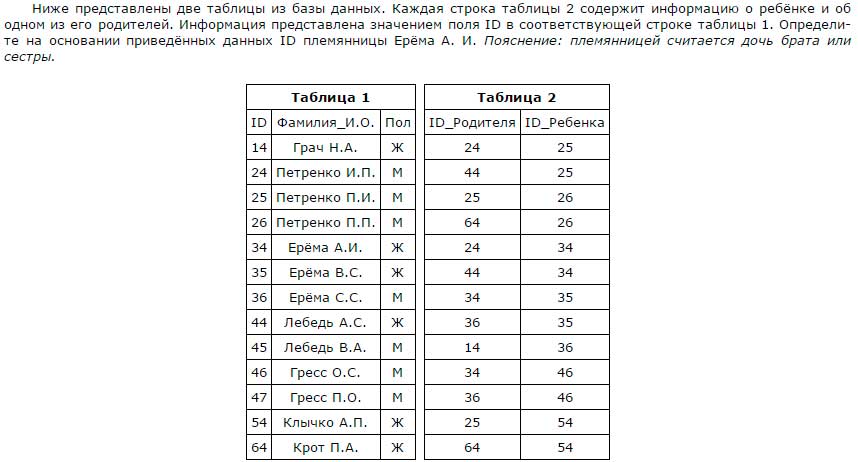 Ниже представлены две таблицы из базы данных. Каждая строка таблицы 2 содержит информацию о ребёнке и об
одном из его родителей. Информация представлена значением поля ID в соответствующей строке таблицы 1. Определи-
те на основании приведённых данных ID племянницы Ерёма А. И. Пояснение: племянницей считается дочь брата или
сестры.
Таблица 1 Таблица 2
ID Фамилия_И.О. Пол ID_Родителя ID_Ребенка
14 Грач Н.А. Ж 24 25
24 Петренко И.П. М 44 25
25 Петренко П.И. М 25 26
26 Петренко П.П. М 64 26
34 Ерёма А.И. Ж 24 34
35 Ерёма В.С. Ж 44 34
36 Ерёма С.С. М 34 35
44 Лебедь А.С. Ж 36 35
45 Лебедь В.А. М 14 36
46 Гресс О.С. М 34 46
47 Гресс П.О. М 36 46
54 Клычко А.П. Ж 25 54
64 Крот П.А. Ж 64 54